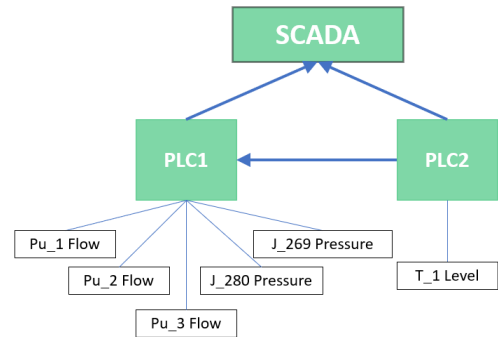 SCADA
PLC1
PLC2
Pu_1 Flow
J_269 Pressure
Pu_2 Flow
J_280 Pressure
T_1 Level
Pu_3 Flow